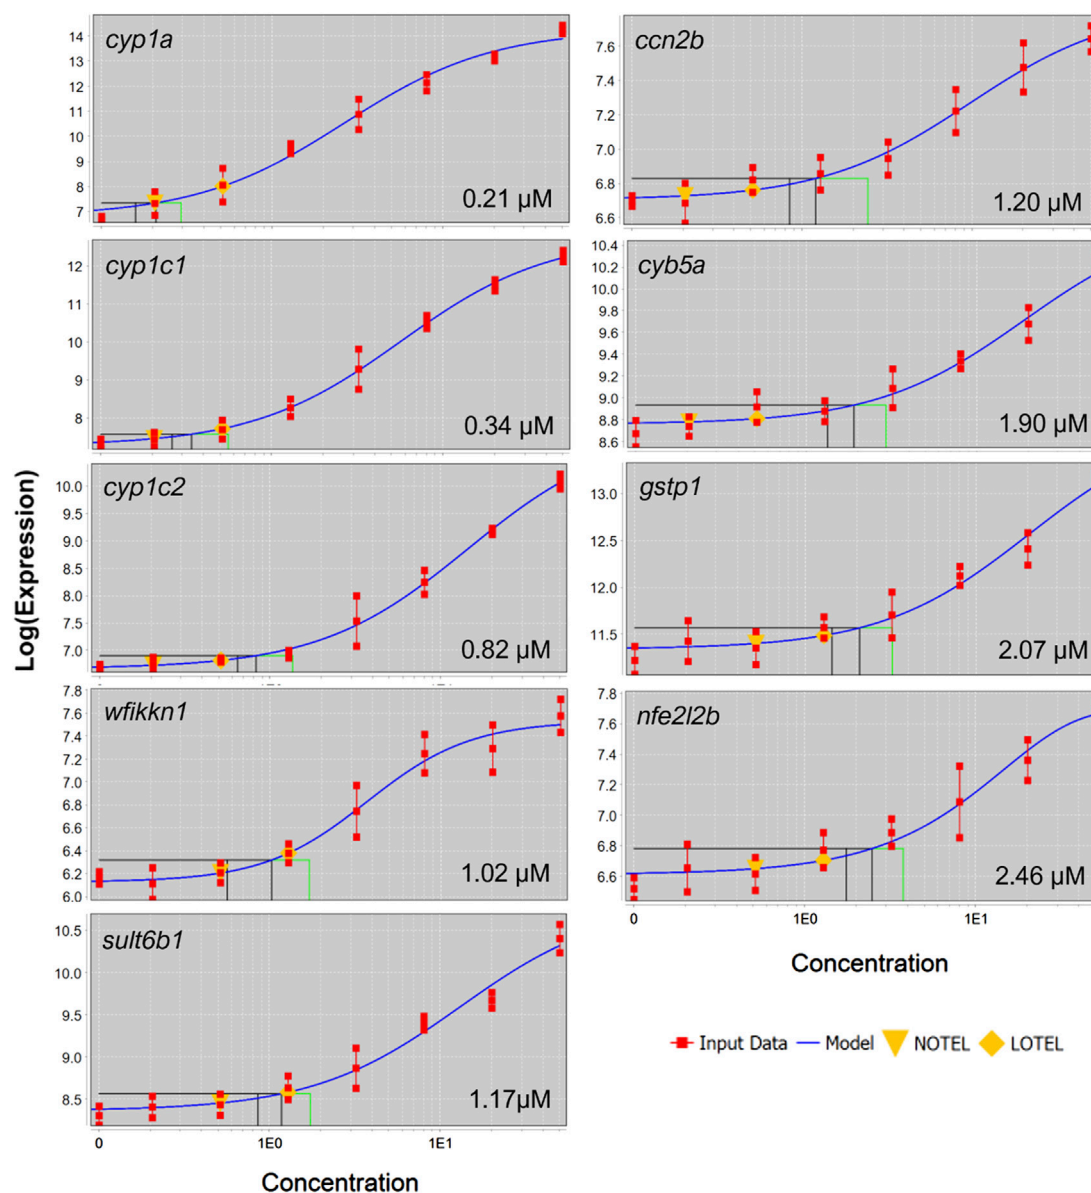 Log(Expression)
cyp1a
14
13
12
11
10
9
8
7
0.21 µM
cyp1c1
12
11
10
9
8
0.34 µM
cyp1c2
10.0
9.5
9.0
8.5
8.0
7.5
7.0
0.82 µM
wfikkn1
7.8
7.6
7.4
7.2
7.0
6.8
6.6
6.4
6.2
6.0
1.02 µM
sult6b1
10.5
10.0
9.5
9.0
8.5
1.17µM
0 1E0 1E1
Concentration
ccn2b
7.6
7.4
7.2
7.0
6.8
6.6
1.20 µM
cyb5a
10.4
10.2
10.0
9.8
9.6
9.4
9.2
9.0
8.8
8.6
1.90 µM
gstp1
13.0
12.5
12.0
11.5
2.07 µM
nfe2l2b
7.8
7.6
7.4
7.2
7.0
6.8
6.6
2.46 µM
0 1E0 1E1
Concentration
Input Data Model NOTEL LOTEL